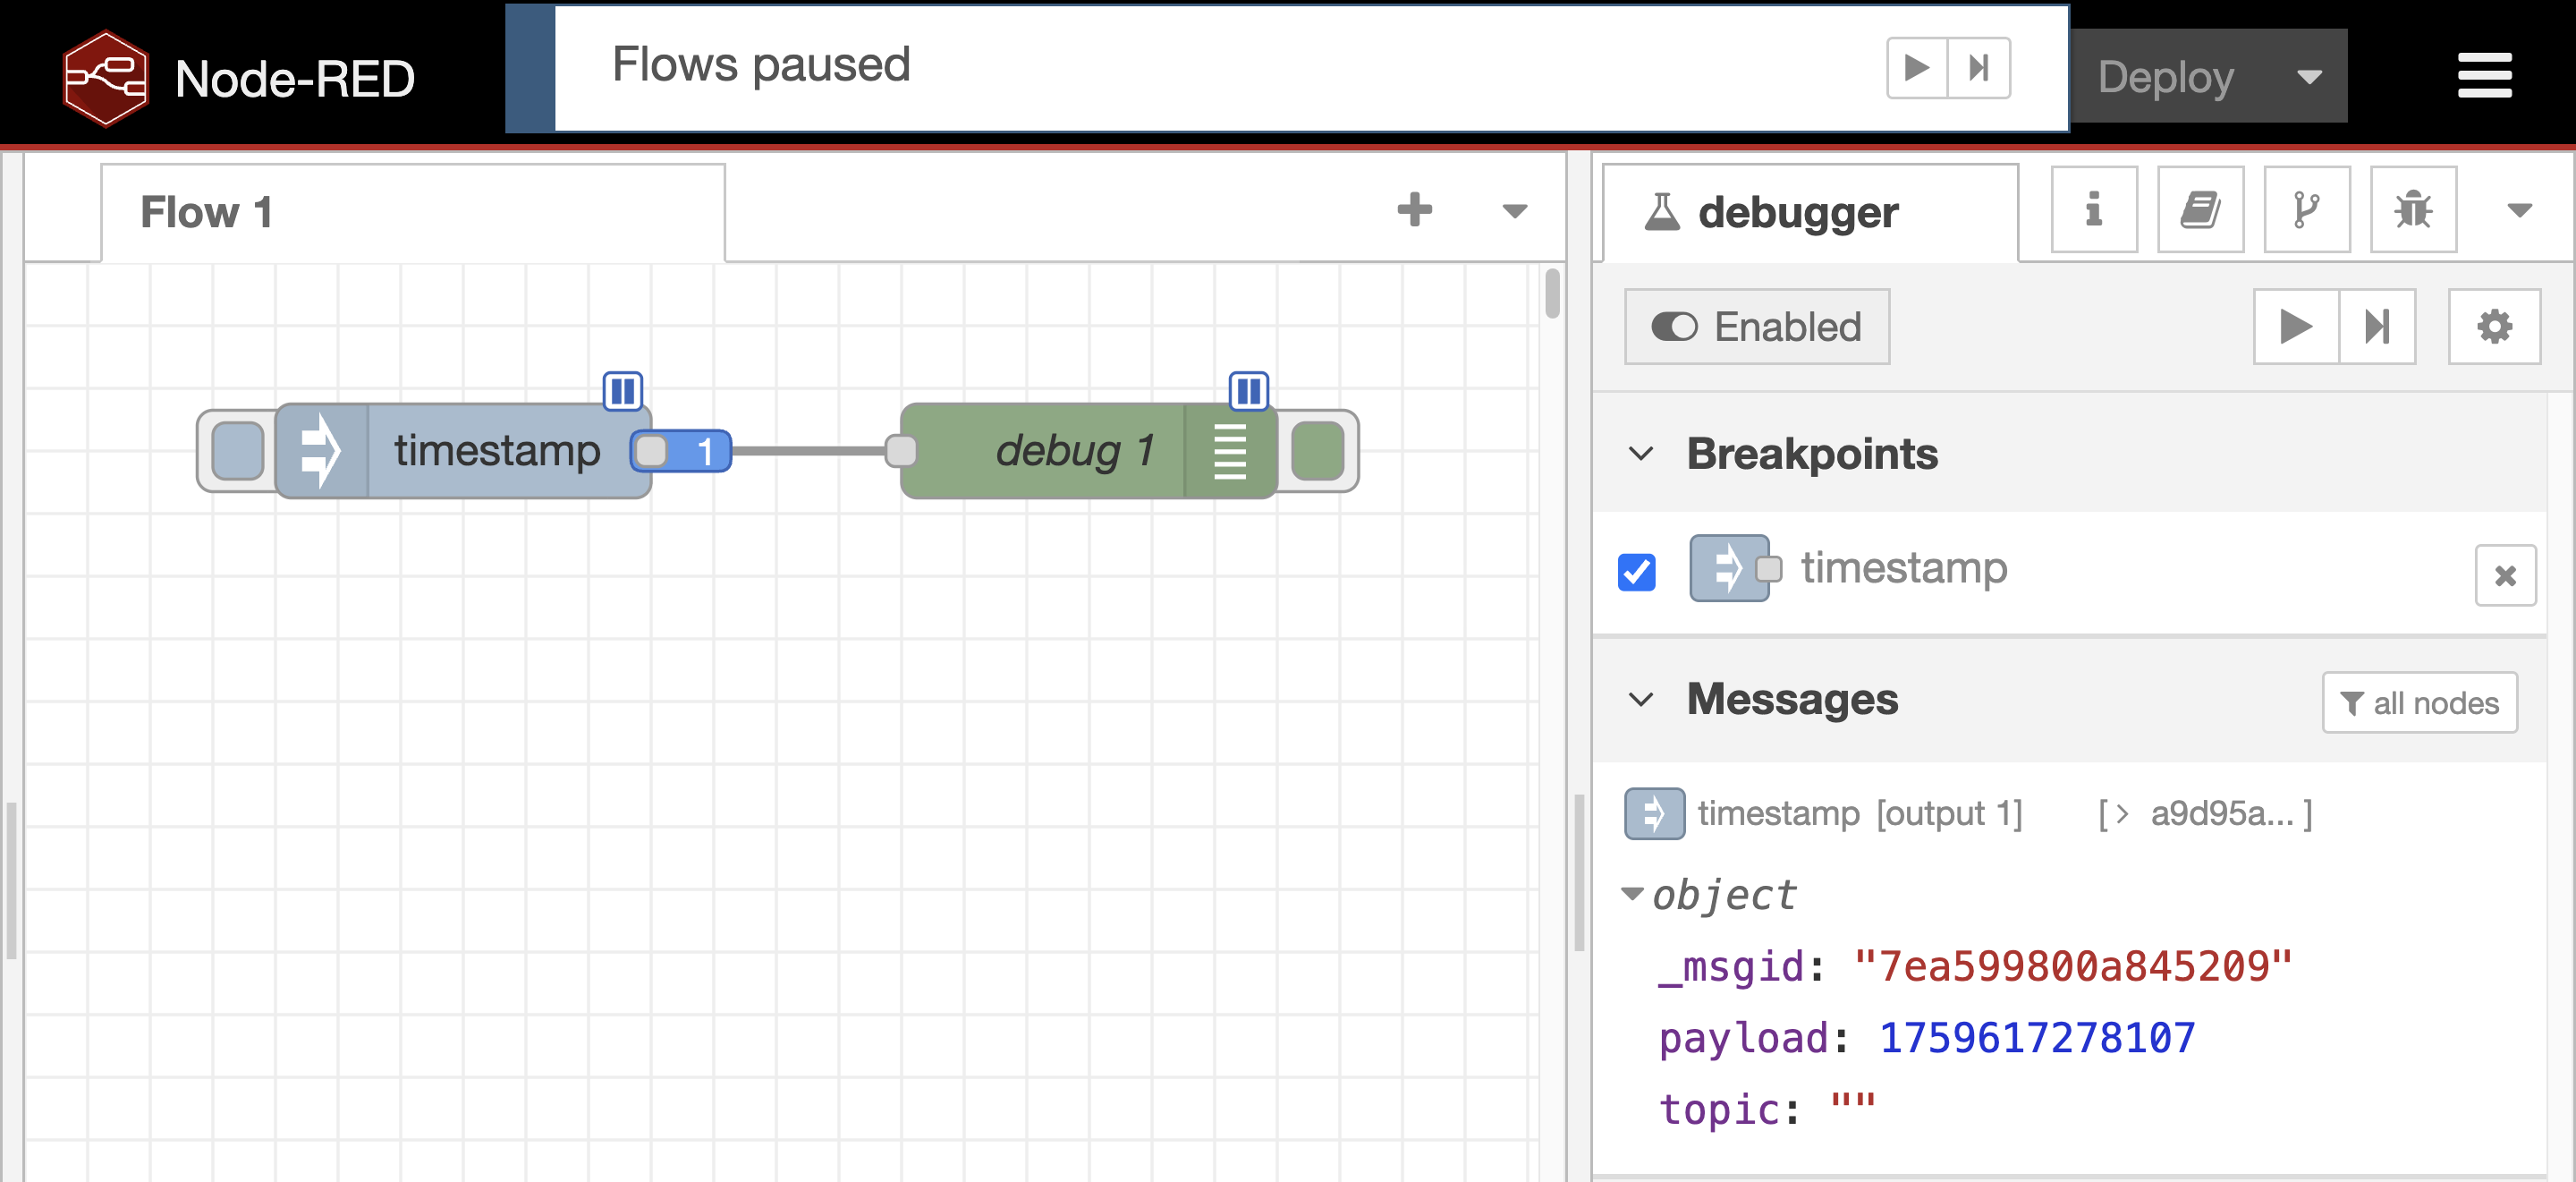 Node-RED
Flows paused
Deploy
Flow 1
debugger
Enabled
timestamp
1
debug 1
Breakpoints
timestamp
Messages
all nodes
timestamp [output 1] [ > a9d95a... ]
object
_msgid: "7ea599800a845209"
payload: 1759617278107
topic: ""